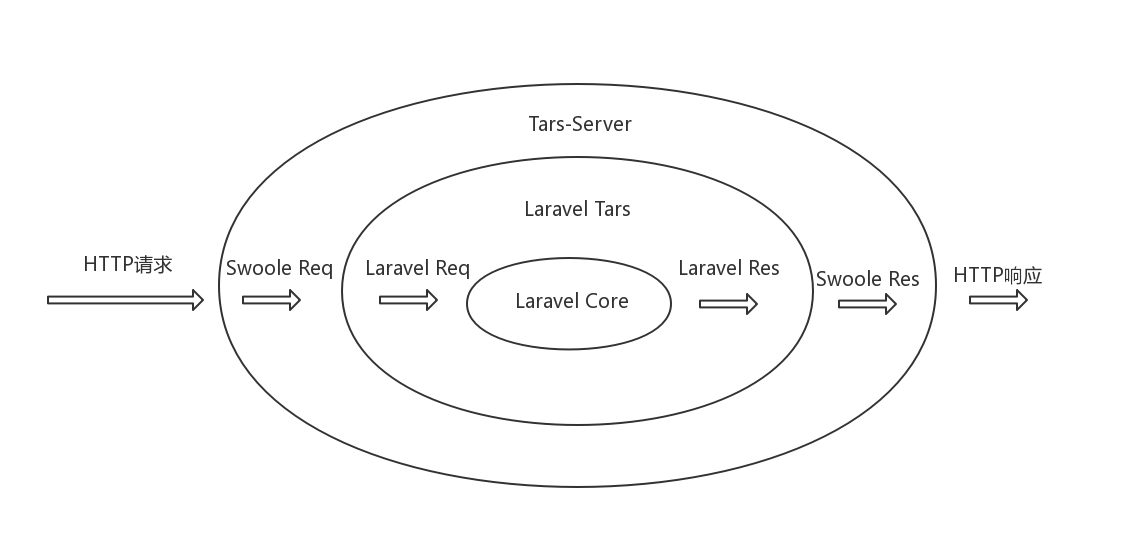 Tars-Server
Laravel Tars
HTTP请求
Swoole Req
Laravel Req
Laravel Core
Laravel Res
Swoole Res
HTTP响应